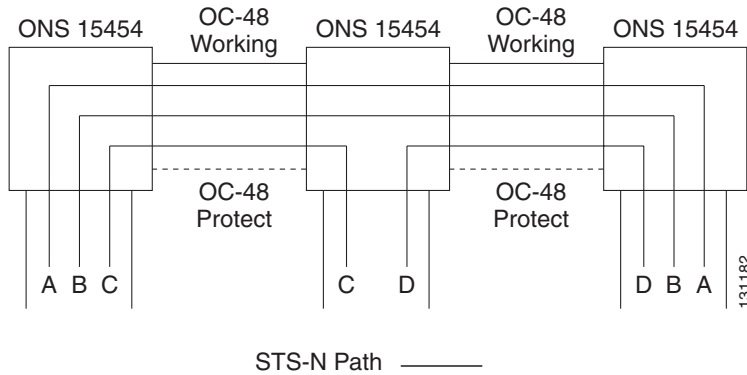 ONS 15454
OC-48
Working
ONS 15454
OC-48
Working
ONS 15454
OC-48
Protect
OC-48
Protect
A B C
C D
D B A
131182
STS-N Path